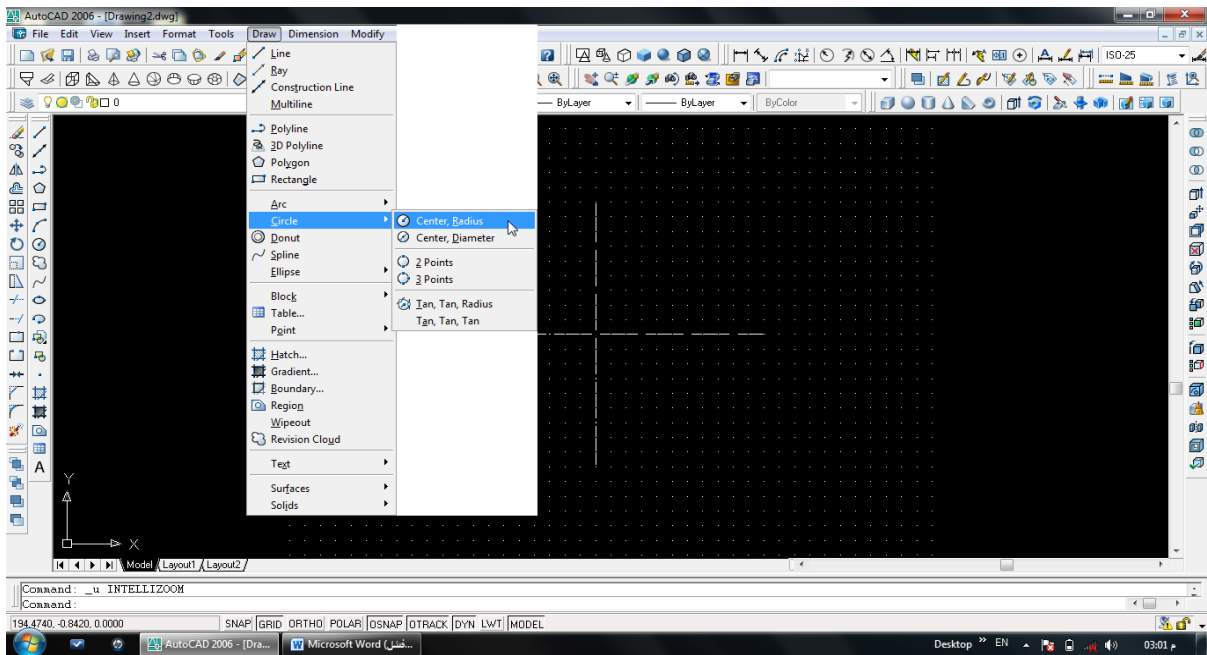 AutoCAD 2006 - [Drawing2.dwg]
File Edit View Insert Format Tools Draw Dimension Modify
ISO-25
0
ByLayer ByLayer ByColor
Line
Ray
Construction Line
Multiline
Polyline
3D Polyline
Polygon
Rectangle
Arc
Circle
Donut
Spline
Ellipse
Block
Table...
Point
Hatch...
Gradient...
Boundary...
Region
Wipeout
Revision Cloud
Text
Surfaces
Solids
Center, Radius
Center, Diameter
2 Points
3 Points
Tan, Tan, Radius
Tan, Tan, Tan
A
Y
X
Model Layout1 Layout2
Command: _u INTELLIZOOM
Command:
194.4740, -0.8420, 0.0000 SNAP GRID ORTHO POLAR OSNAP OTRACK DYN LWT MODEL
AutoCAD 2006 - [Dra... Microsoft Word (فصل... Desktop » EN 03:01 م